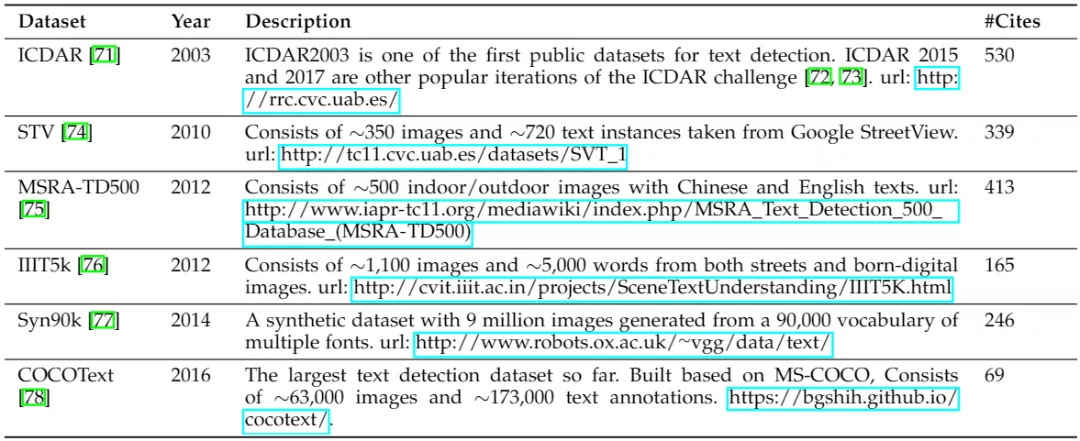 Dataset Year Description #Cites
ICDAR [71] 2003 ICDAR2003 is one of the first public datasets for text detection. ICDAR 2015 530
and 2017 are other popular iterations of the ICDAR challenge [72, 73]. url: http:
//rrc.cvc.uab.es/
STV [74] 2010 Consists of ∼350 images and ∼720 text instances taken from Google StreetView. 339
url: http://tc11.cvc.uab.es/datasets/SVT_1
MSRA-TD500 2012 Consists of ∼500 indoor/outdoor images with Chinese and English texts. url: 413
[75] http://www.iapr-tc11.org/mediawiki/index.php/MSRA_Text_Detection_500_
Database_(MSRA-TD500)
IIIT5k [76] 2012 Consists of ∼1,100 images and ∼5,000 words from both streets and born-digital 165
images. url: http://cvit.iiit.ac.in/projects/SceneTextUnderstanding/IIIT5K.html
Syn90k [77] 2014 A synthetic dataset with 9 million images generated from a 90,000 vocabulary of 246
multiple fonts. url: http://www.robots.ox.ac.uk/~vgg/data/text/
COCOText 2016 The largest text detection dataset so far. Built based on MS-COCO, Consists 69
[78] of ∼63,000 images and ∼173,000 text annotations. https://bgshih.github.io/
cocotext/.